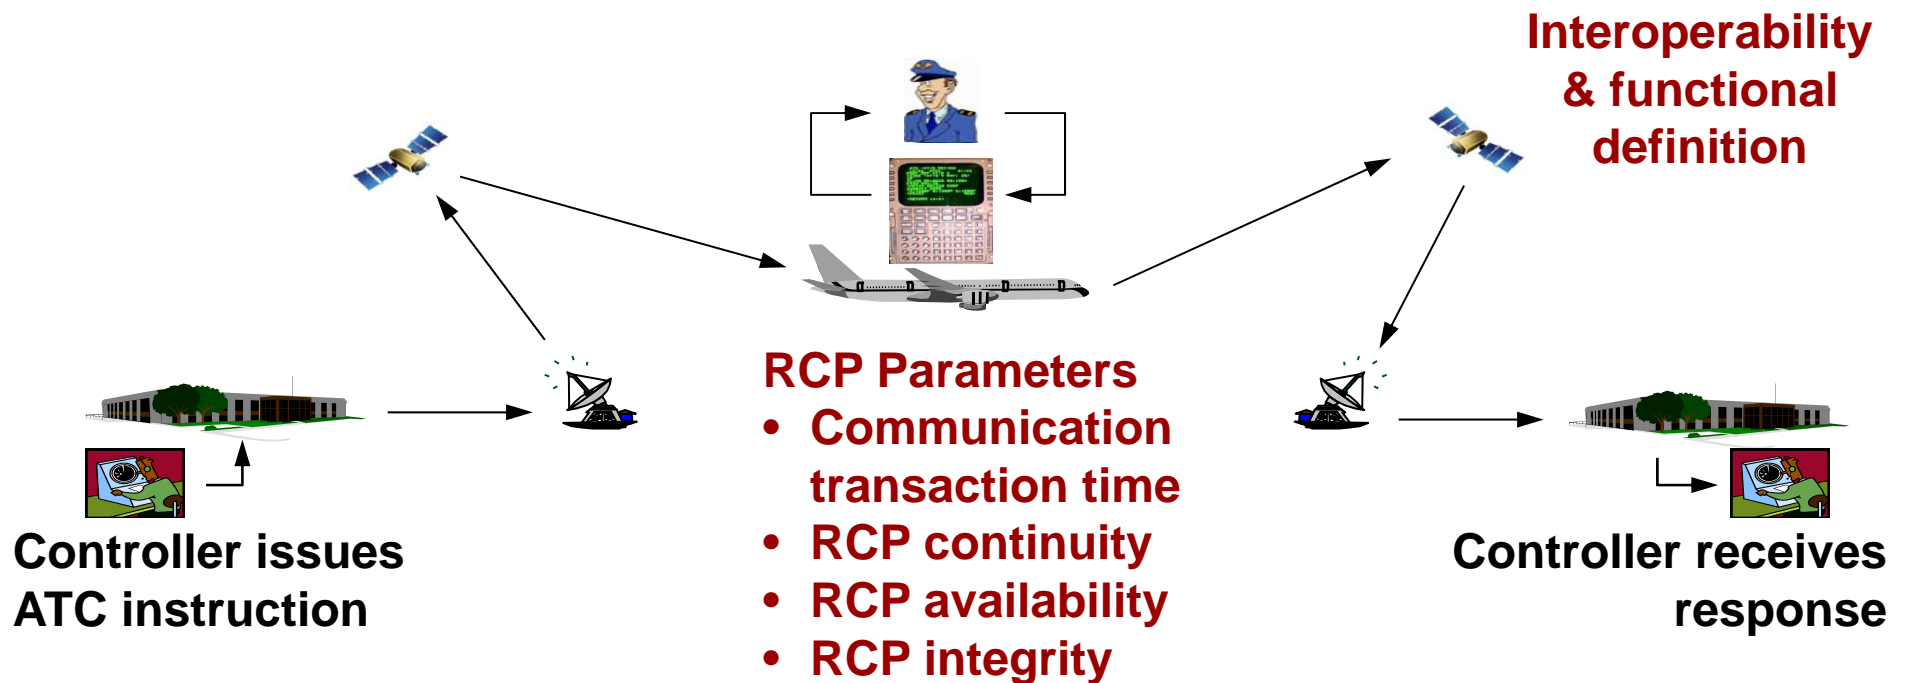 Interoperability
& functional
definition
RCP Parameters
• Communication
transaction time
• RCP continuity
• RCP availability
• RCP integrity
Controller issues
ATC instruction
Controller receives
response